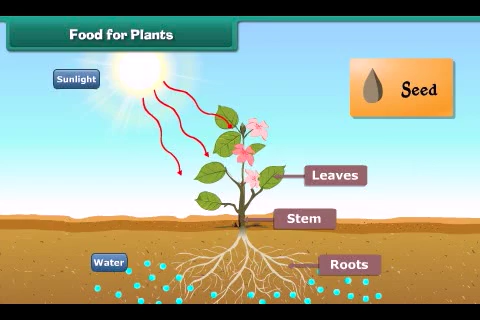 Food for Plants
Sunlight
Seed
Leaves
Stem
Water
Roots